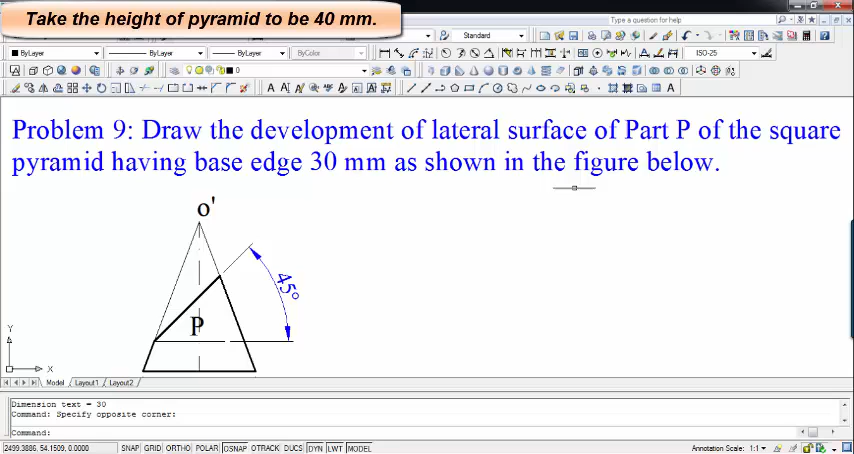 Take the height of pyramid to be 40 mm.
Type a question for help
Standard
ByLayer
ByLayer
ByLayer
ByColor
ISO-25
0
Problem 9: Draw the development of lateral surface of Part P of the square
pyramid having base edge 30 mm as shown in the figure below.
o'
45°
P
Y
X
Model
Layout1
Layout2
Dimension text = 30
Command: Specify opposite corner:
Command:
2499.3886, 54.1509, 0.0000
SNAP GRID ORTHO POLAR OSNAP OTRACK DUCS DYN LWT MODEL
Annotation Scale: 1:1